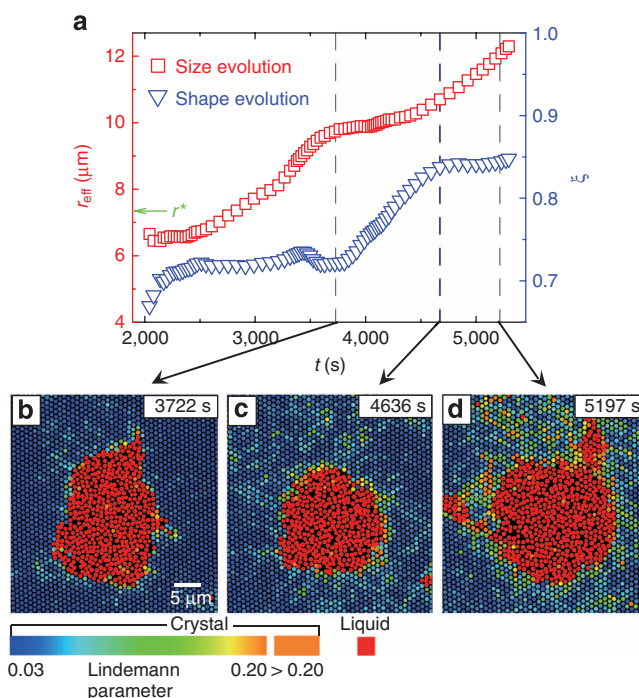 a
12
10
8
6
4
r_eff (μm)
Size evolution
Shape evolution
r*
1.0
0.9
0.8
0.7
ξ
2,000 3,000 4,000 5,000
t (s)
b 3722 s
5 μm
c 4636 s
d 5197 s
Crystal Liquid
0.03 Lindemann parameter 0.20 > 0.20